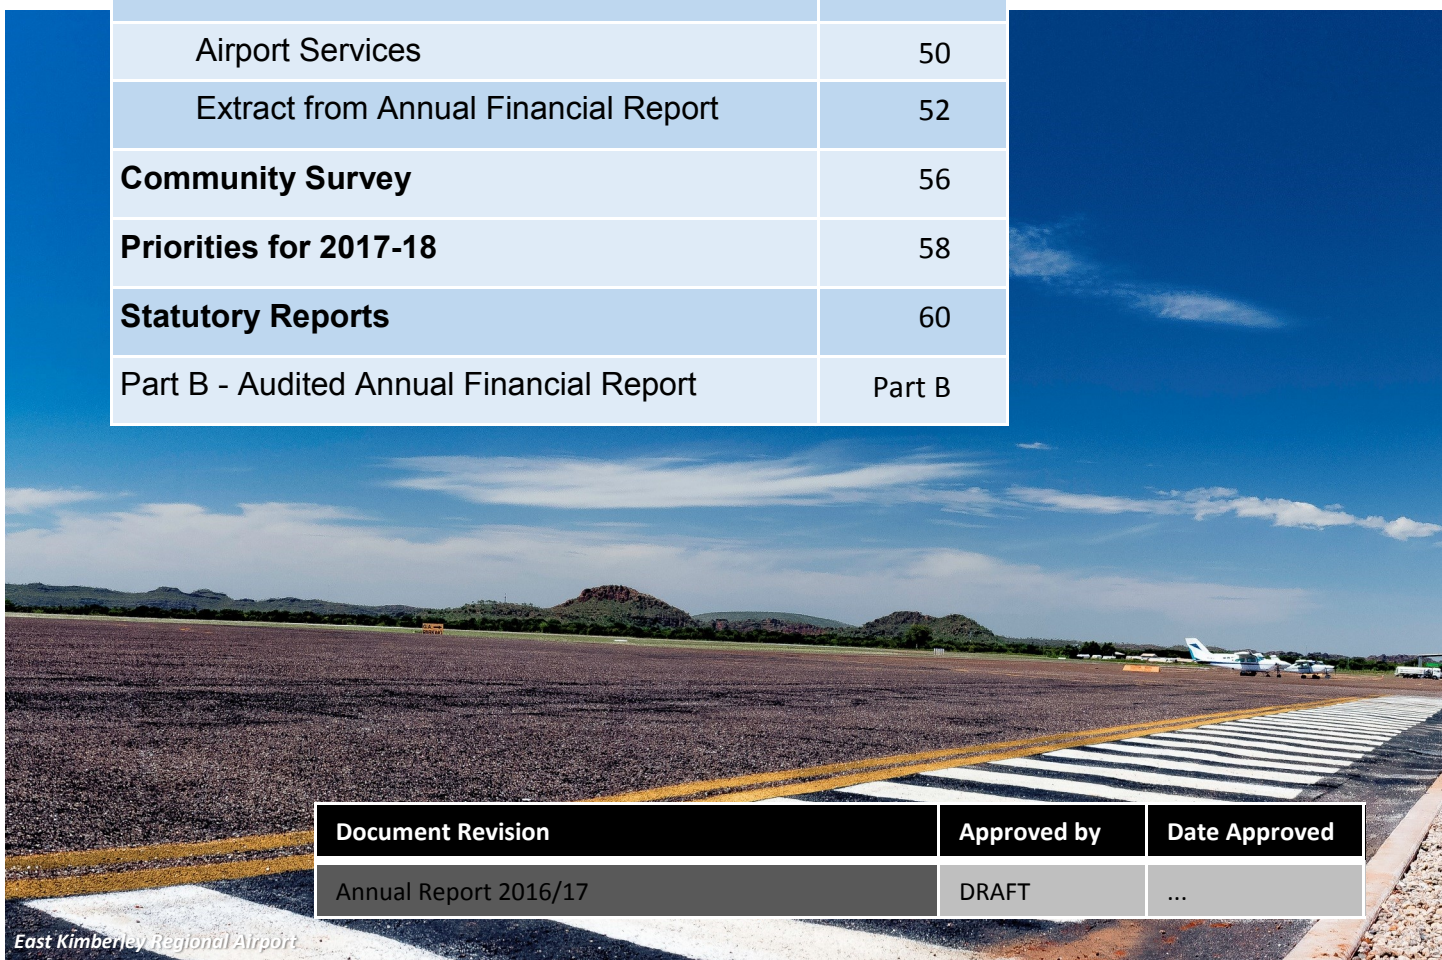 Airport Services 50
Extract from Annual Financial Report 52
Community Survey 56
Priorities for 2017-18 58
Statutory Reports 60
Part B - Audited Annual Financial Report Part B
Document Revision Approved by Date Approved
Annual Report 2016/17 DRAFT ...
East Kimberley Regional Airport